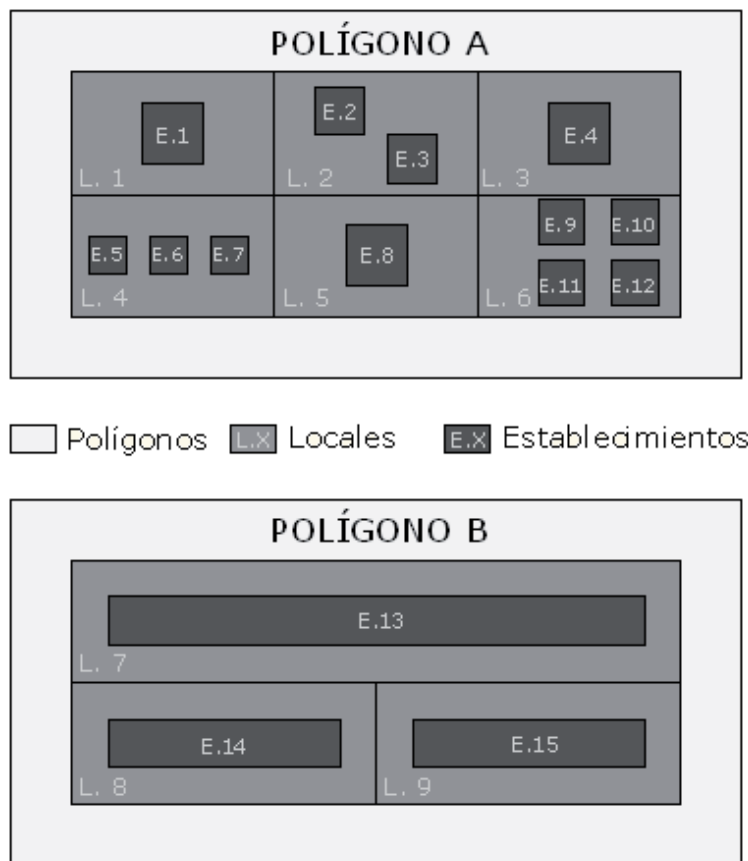 POLÍGONO A
E.1
E.2
E.3
E.4
L. 1
L. 2
L. 3
E.5 E.6 E.7
E.8
E.9 E.10
E.11 E.12
L. 4
L. 5
L. 6
Polígonos L.X Locales E.X Establecimientos
POLÍGONO B
E.13
L. 7
E.14
E.15
L. 8
L. 9